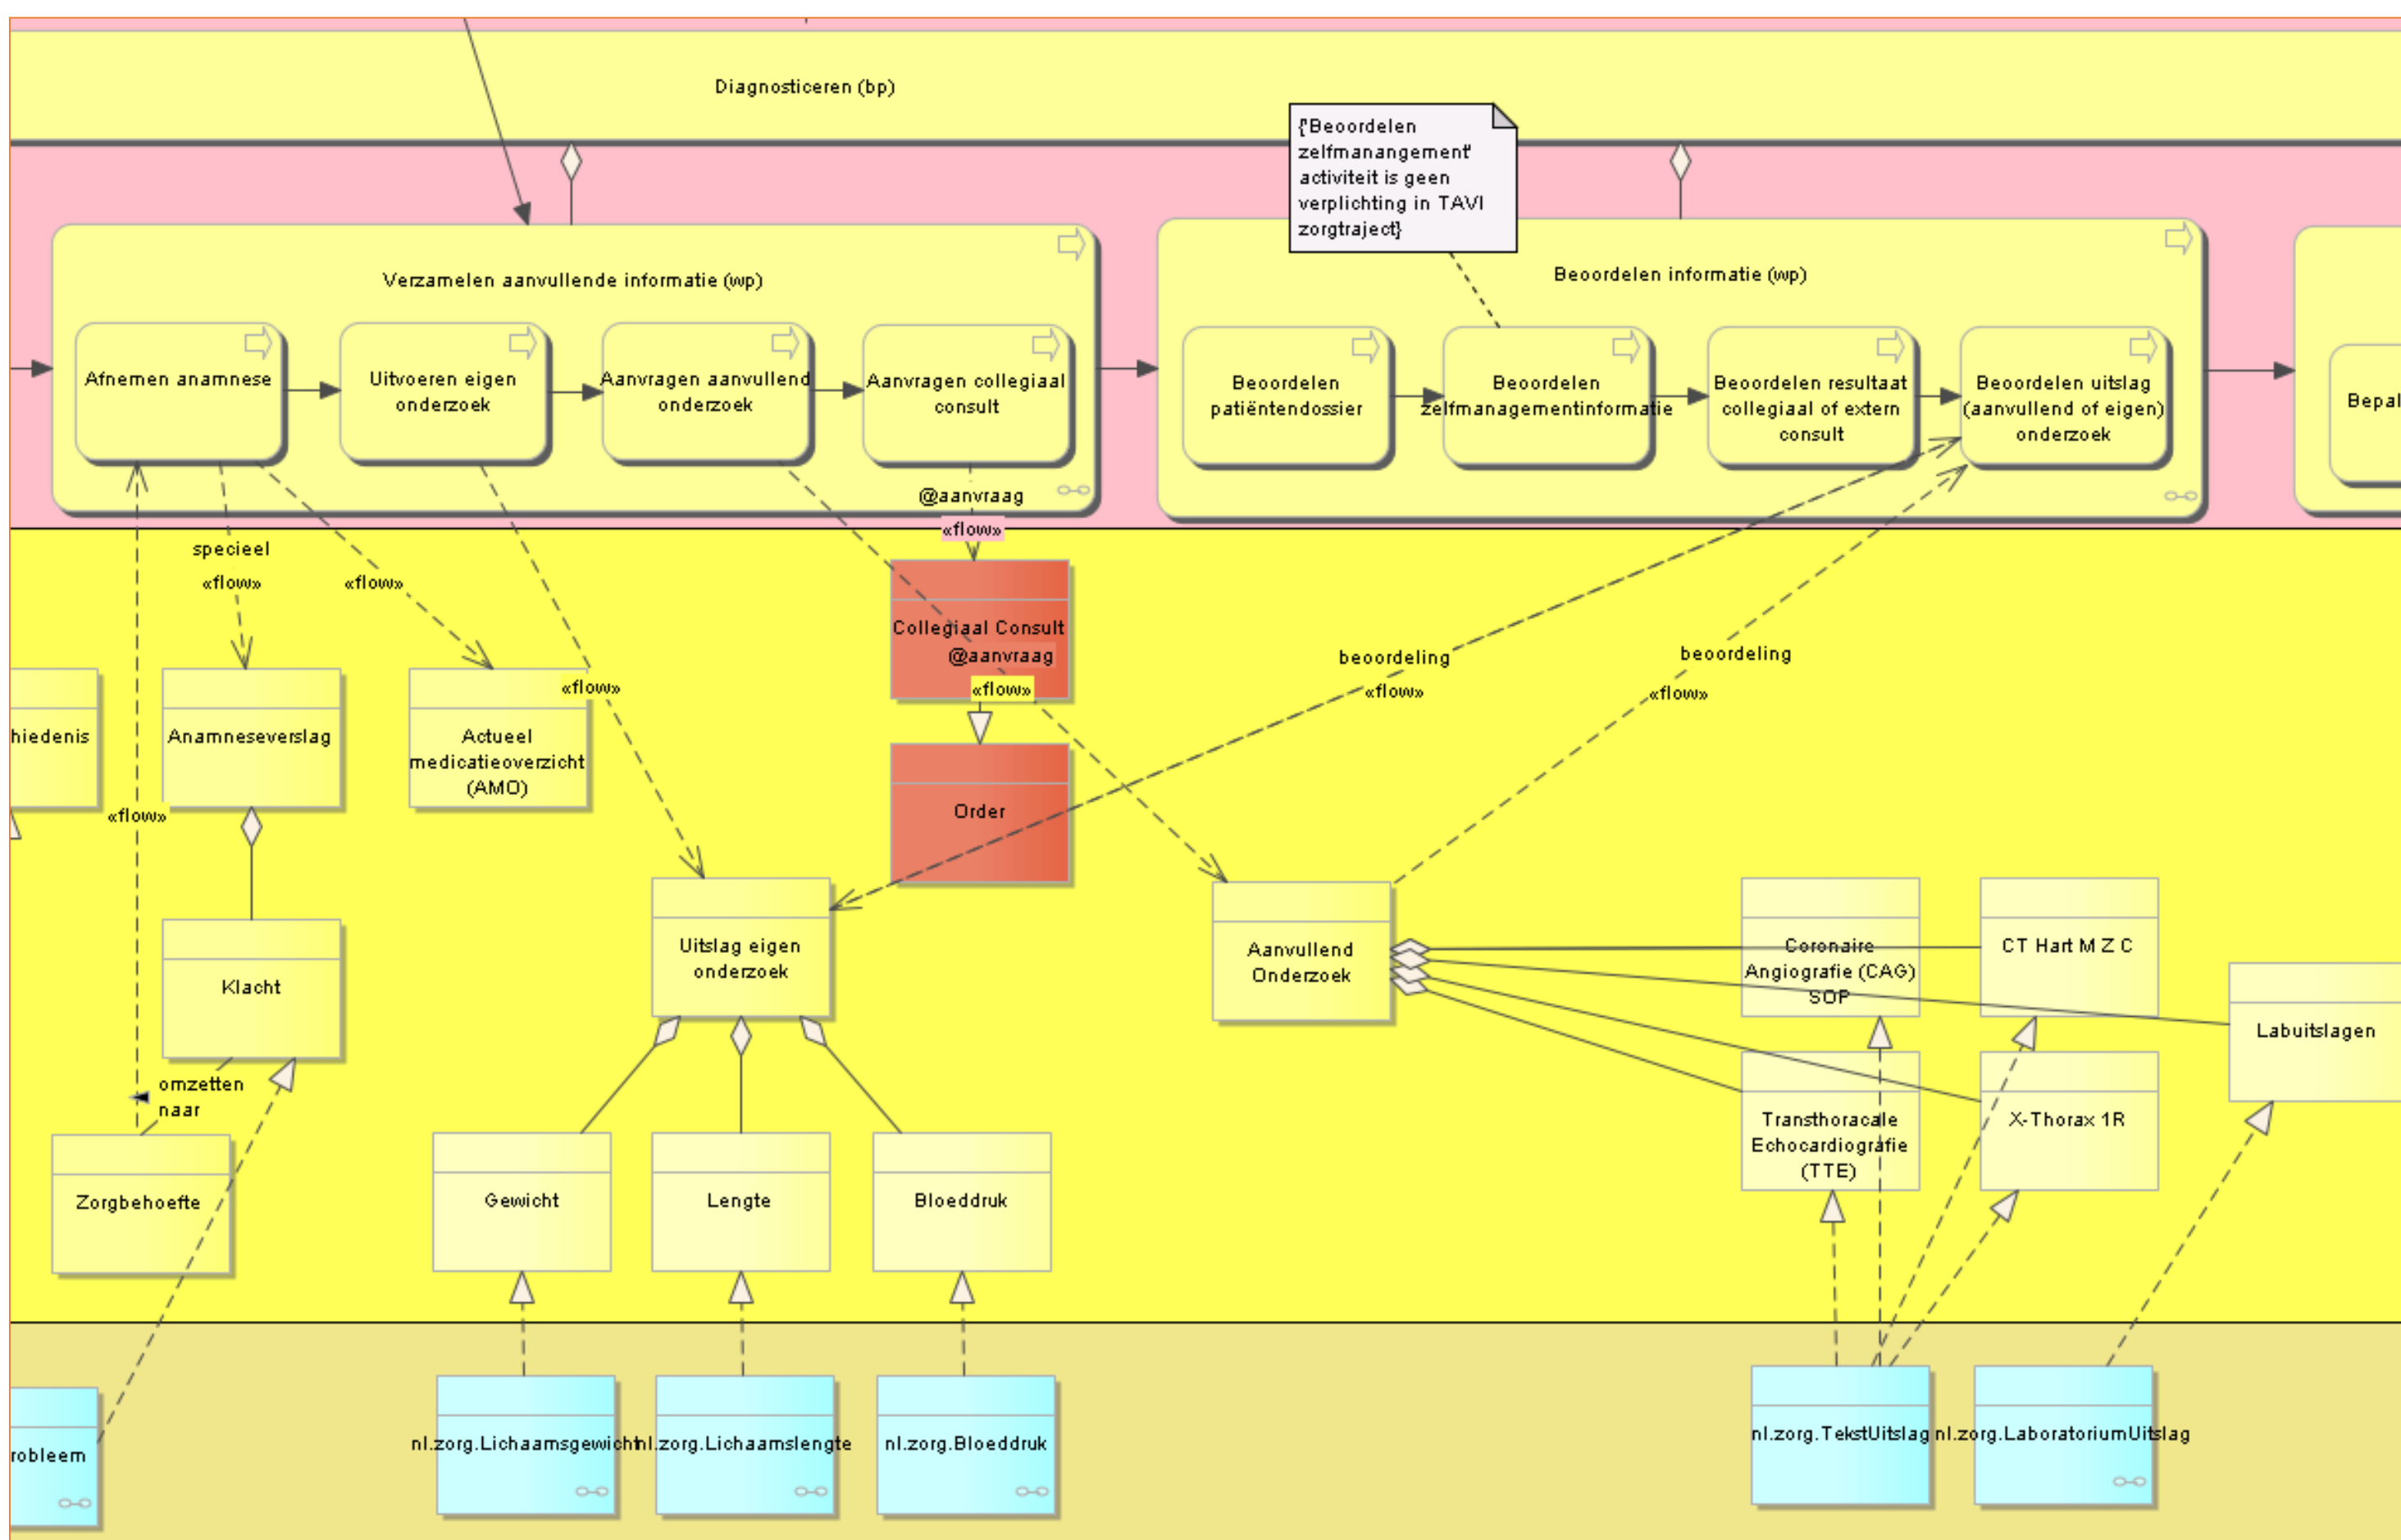 Diagnosticeren (bp)
{'Beoordelen
zelfmanangement'
activiteit is geen
verplichting in TAVI
zorgtraject}
Verzamelen aanvullende informatie (wp)
Beoordelen informatie (wp)
Afnemen anamnese
Uitvoeren eigen
onderzoek
Aanvragen aanvullend
onderzoek
Aanvragen collegiaal
consult
Beoordelen
patiëntendossier
Beoordelen
zelfmanagementinformatie
Beoordelen resultaat
collegiaal of extern
consult
Beoordelen uitslag
(aanvullend of eigen)
onderzoek
Bepal
@aanvraag
«flow»
specieel
«flow»
«flow»
«flow»
Collegiaal Consult
@aanvraag
«flow»
beoordeling
«flow»
beoordeling
«flow»
hiedenis
Anamneseverslag
Actueel
medicatieoverzicht
(AMO)
«flow»
Order
Klacht
Uitslag eigen
onderzoek
Aanvullend
Onderzoek
Coronaire
Angiografie (CAG)
SOP
CT Hart M Z C
Labuitslagen
omzetten
naar
Transthoracale
Echocardiografie
(TTE)
X-Thorax 1R
Zorgbehoefte
Gewicht
Lengte
Bloeddruk
robleem
nl.zorg.Lichaamsgewicht
nl.zorg.Lichaamslengte
nl.zorg.Bloeddruk
nl.zorg.TekstUitslag
nl.zorg.LaboratoriumUitslag